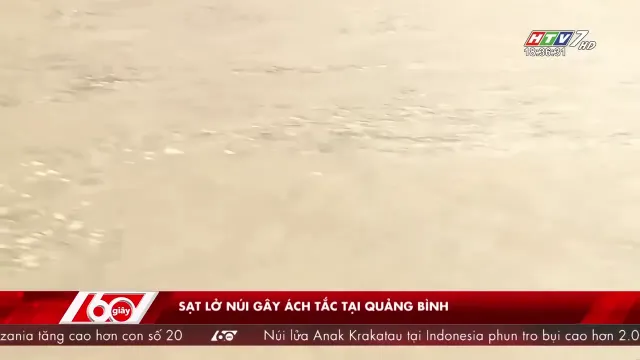 HTV7 HD
18:36:31
60 giây
SẠT LỞ NÚI GÂY ÁCH TẮC TẠI QUẢNG BÌNH
zania tăng cao hơn con số 20 60 Núi lửa Anak Krakatau tại Indonesia phun tro bụi cao hơn 2.0